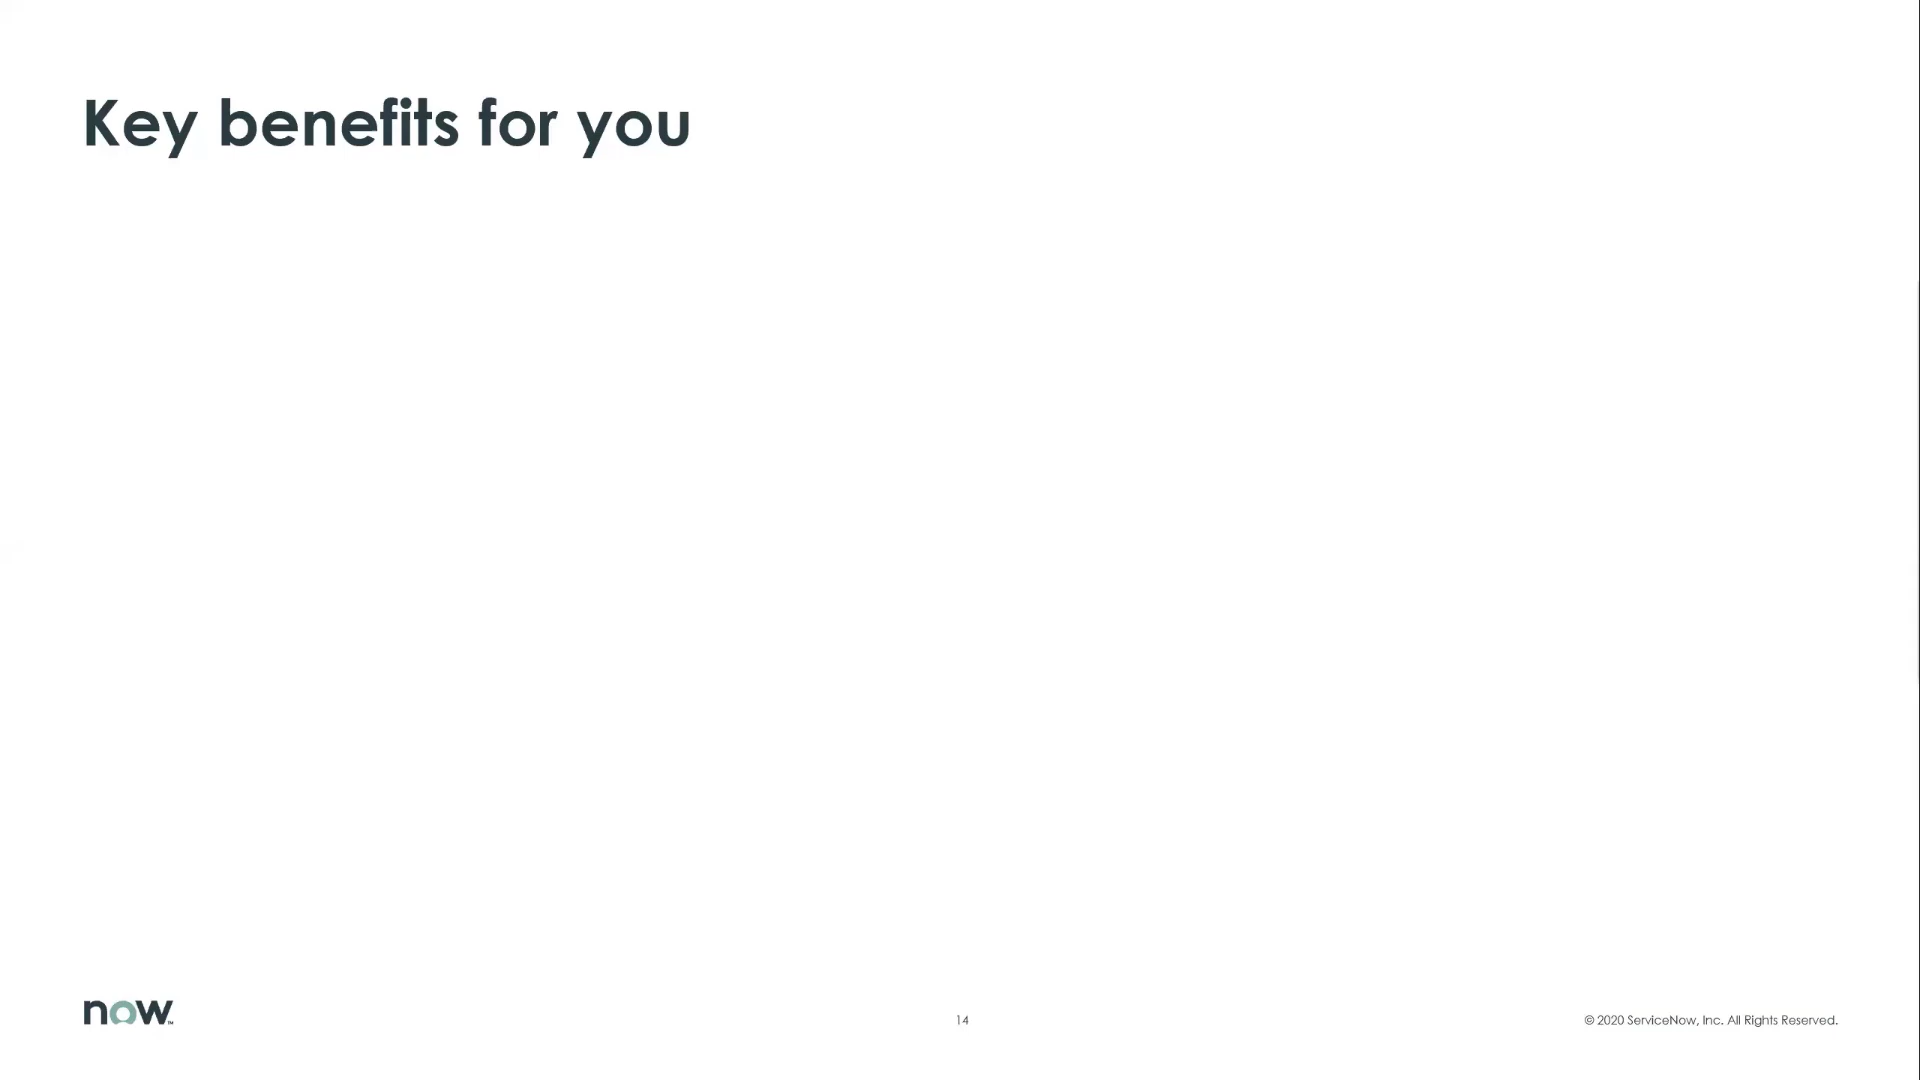 Key benefits for you
now
14
© 2020 ServiceNow, Inc. All Rights Reserved.